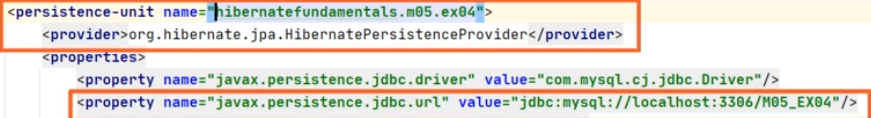 <persistence-unit name="hibernatefundamentals.m05.ex04">
<provider>org.hibernate.jpa.HibernatePersistenceProvider</provider>
<properties>
<property name="javax.persistence.jdbc.driver" value="com.mysql.cj.jdbc.Driver"/>
<property name="javax.persistence.jdbc.url" value="jdbc:mysql://localhost:3306/M05_EX04"/>